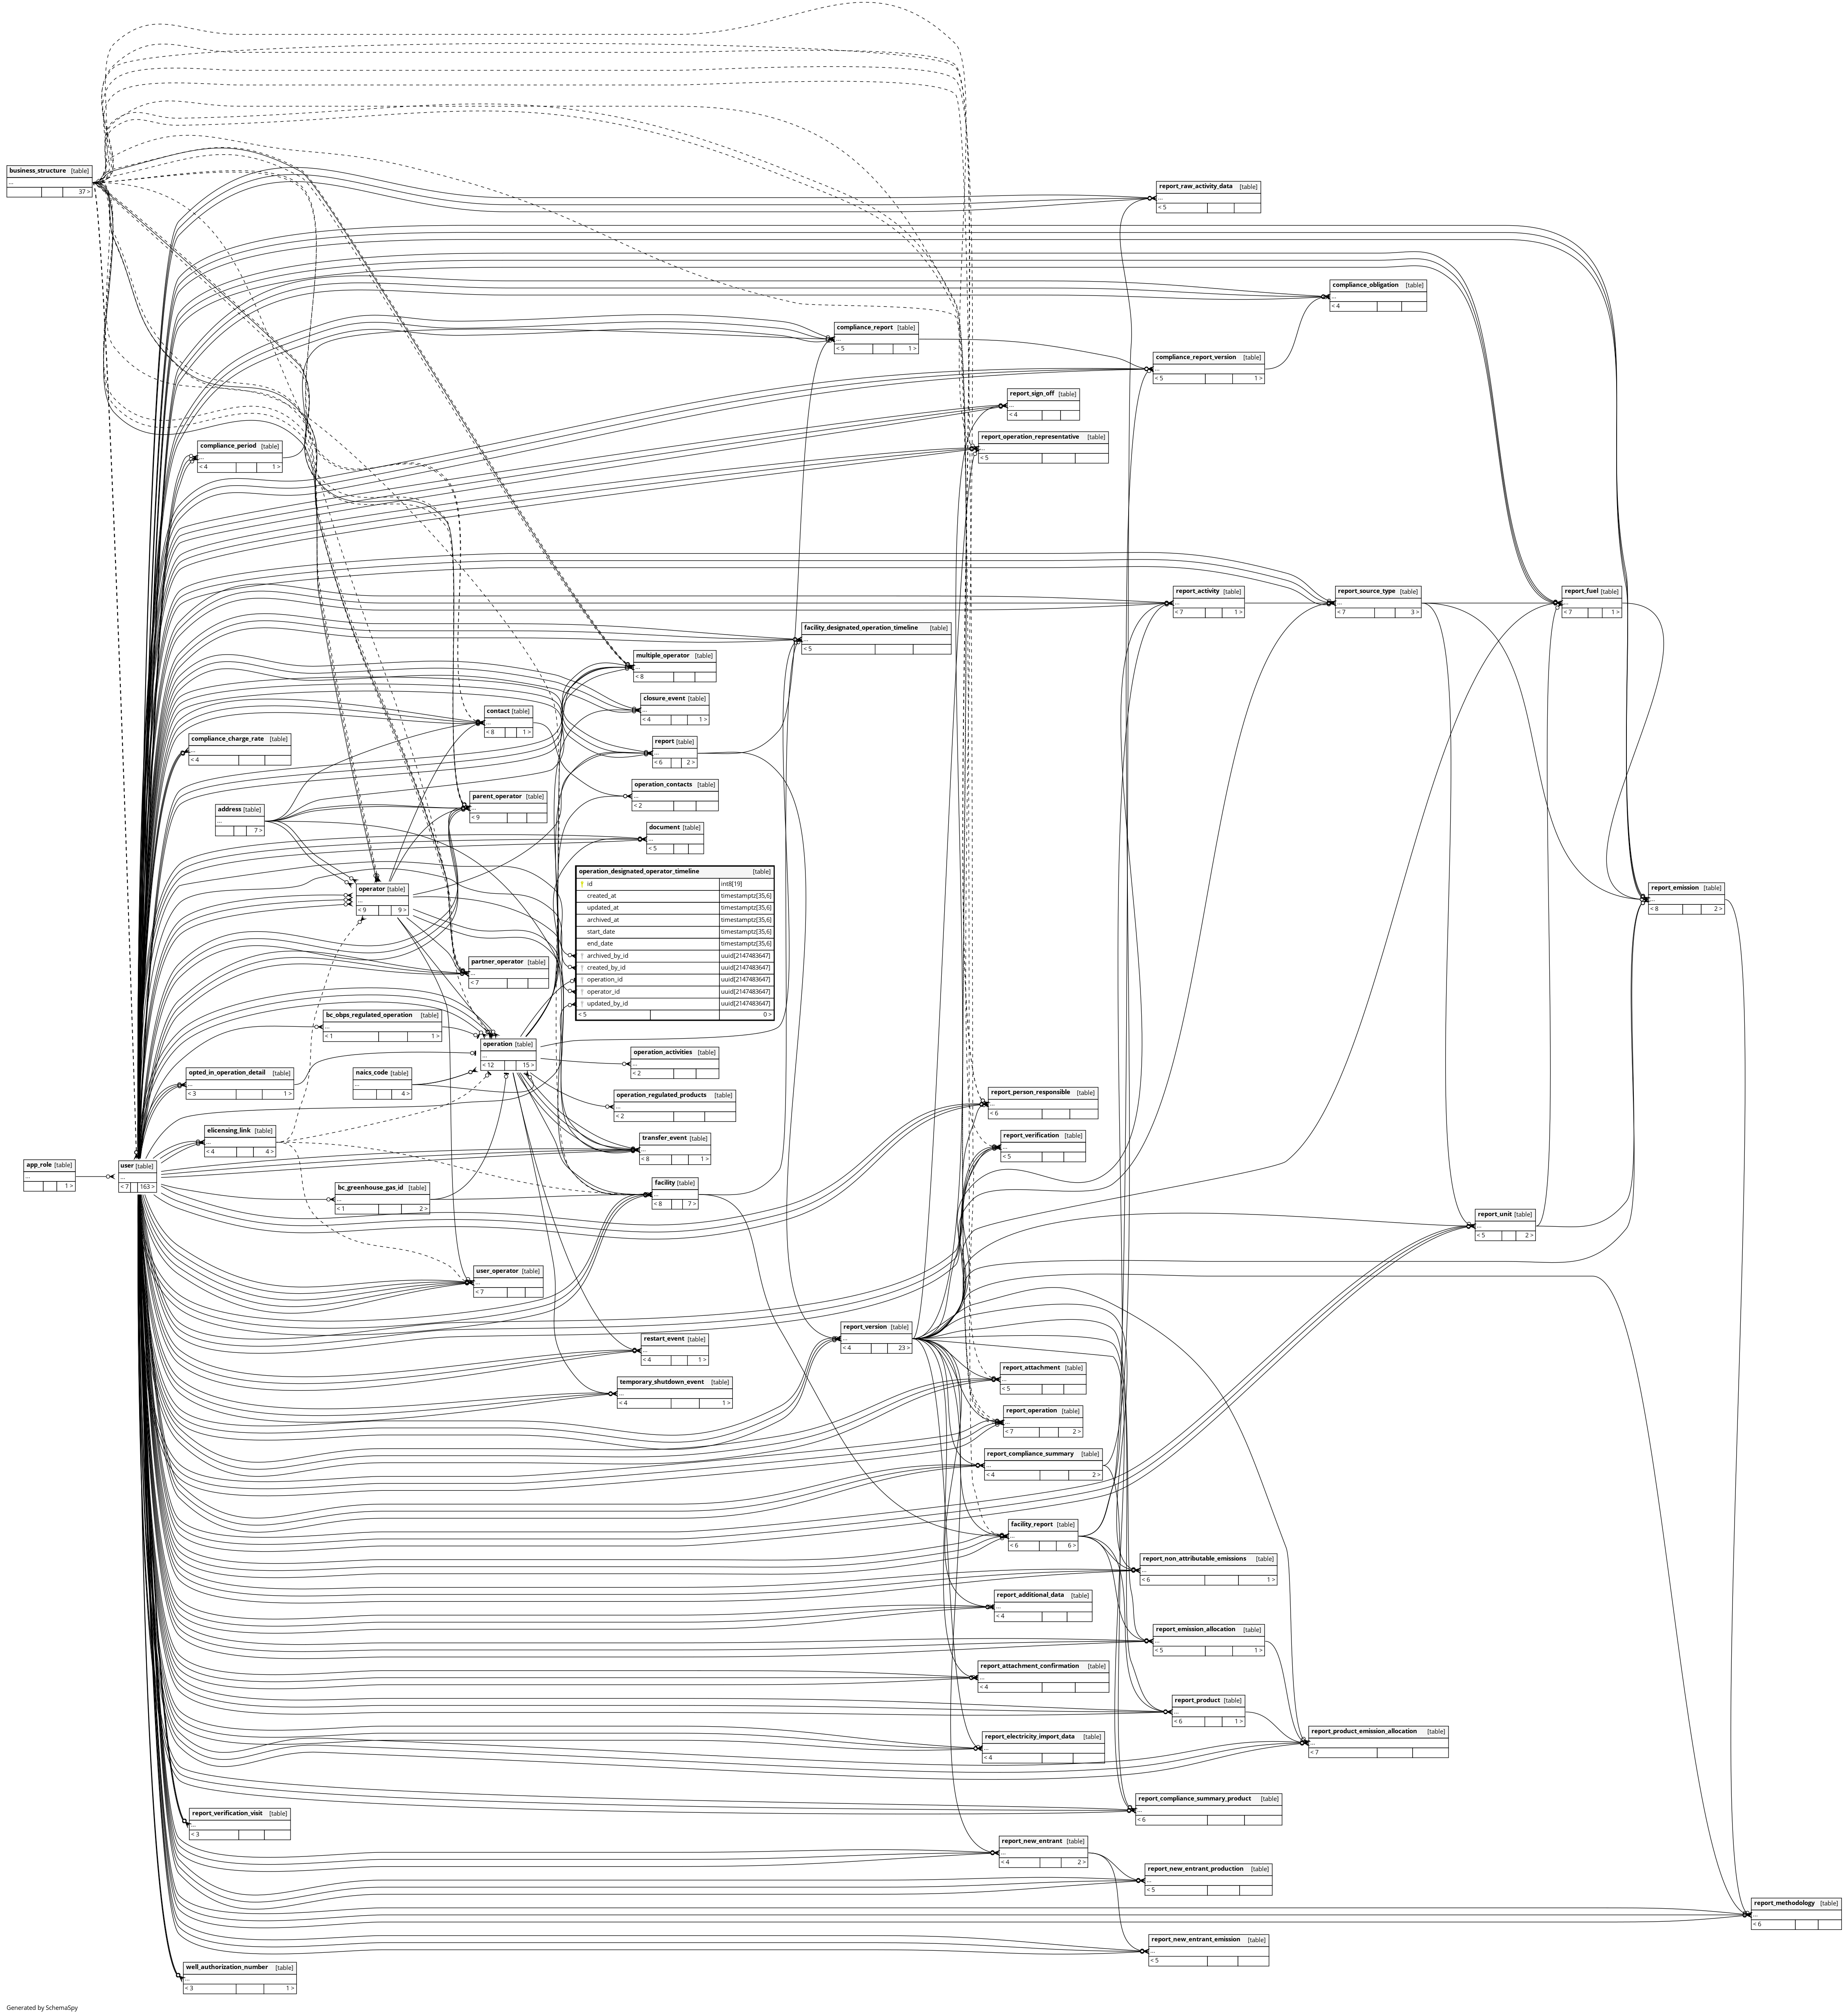 business_structure [table]
...
37 >
report_raw_activity_data [table]
...
< 5
compliance_obligation [table]
...
< 4
compliance_report [table]
...
< 5 1 >
compliance_report_version [table]
...
< 5 1 >
report_sign_off [table]
...
< 4
report_operation_representative [table]
...
< 5
compliance_period [table]
...
< 4 1 >
report_activity [table]
...
< 7 1 >
report_source_type [table]
...
< 7 3 >
report_fuel [table]
...
< 7 1 >
facility_designated_operation_timeline [table]
...
< 5
multiple_operator [table]
...
< 8
closure_event [table]
...
< 4 1 >
contact [table]
...
< 8 1 >
compliance_charge_rate [table]
...
< 4
report [table]
...
< 6 2 >
operation_contacts [table]
...
< 2
parent_operator [table]
...
< 9
address [table]
...
7 >
document [table]
...
< 5
operation_designated_operator_timeline [table]
id int8[19]
created_at timestamptz[35,6]
updated_at timestamptz[35,6]
archived_at timestamptz[35,6]
start_date timestamptz[35,6]
end_date timestamptz[35,6]
archived_by_id uuid[2147483647]
created_by_id uuid[2147483647]
operation_id uuid[2147483647]
operator_id uuid[2147483647]
updated_by_id uuid[2147483647]
< 5 0 >
operator [table]
...
< 9 9 >
report_emission [table]
...
< 8 2 >
partner_operator [table]
...
< 7
bc_obps_regulated_operation [table]
...
< 1 1 >
operation [table]
...
< 12 15 >
operation_activities [table]
...
< 2
opted_in_operation_detail [table]
...
< 3 1 >
naics_code [table]
...
4 >
operation_regulated_products [table]
...
< 2
report_person_responsible [table]
...
< 6
elicensing_link [table]
...
< 4 4 >
transfer_event [table]
...
< 8 1 >
report_verification [table]
...
< 5
app_role [table]
...
1 >
user [table]
...
< 7 163 >
bc_greenhouse_gas_id [table]
...
< 1 2 >
facility [table]
...
< 8 7 >
report_unit [table]
...
< 5 2 >
user_operator [table]
...
< 7
report_version [table]
...
< 4 23 >
restart_event [table]
...
< 4 1 >
temporary_shutdown_event [table]
...
< 4 1 >
report_attachment [table]
...
< 5
report_operation [table]
...
< 7 2 >
report_compliance_summary [table]
...
< 4 2 >
facility_report [table]
...
< 6 6 >
report_non_attributable_emissions [table]
...
< 6 1 >
report_additional_data [table]
...
< 4
report_emission_allocation [table]
...
< 5 1 >
report_attachment_confirmation [table]
...
< 4
report_product [table]
...
< 6 1 >
report_electricity_import_data [table]
...
< 4
report_product_emission_allocation [table]
...
< 7
report_compliance_summary_product [table]
...
< 6
report_verification_visit [table]
...
< 3
report_new_entrant [table]
...
< 4 2 >
report_new_entrant_production [table]
...
< 5
report_methodology [table]
...
< 6
report_new_entrant_emission [table]
...
< 5
well_authorization_number [table]
...
< 3 1 >
Generated by SchemaSpy